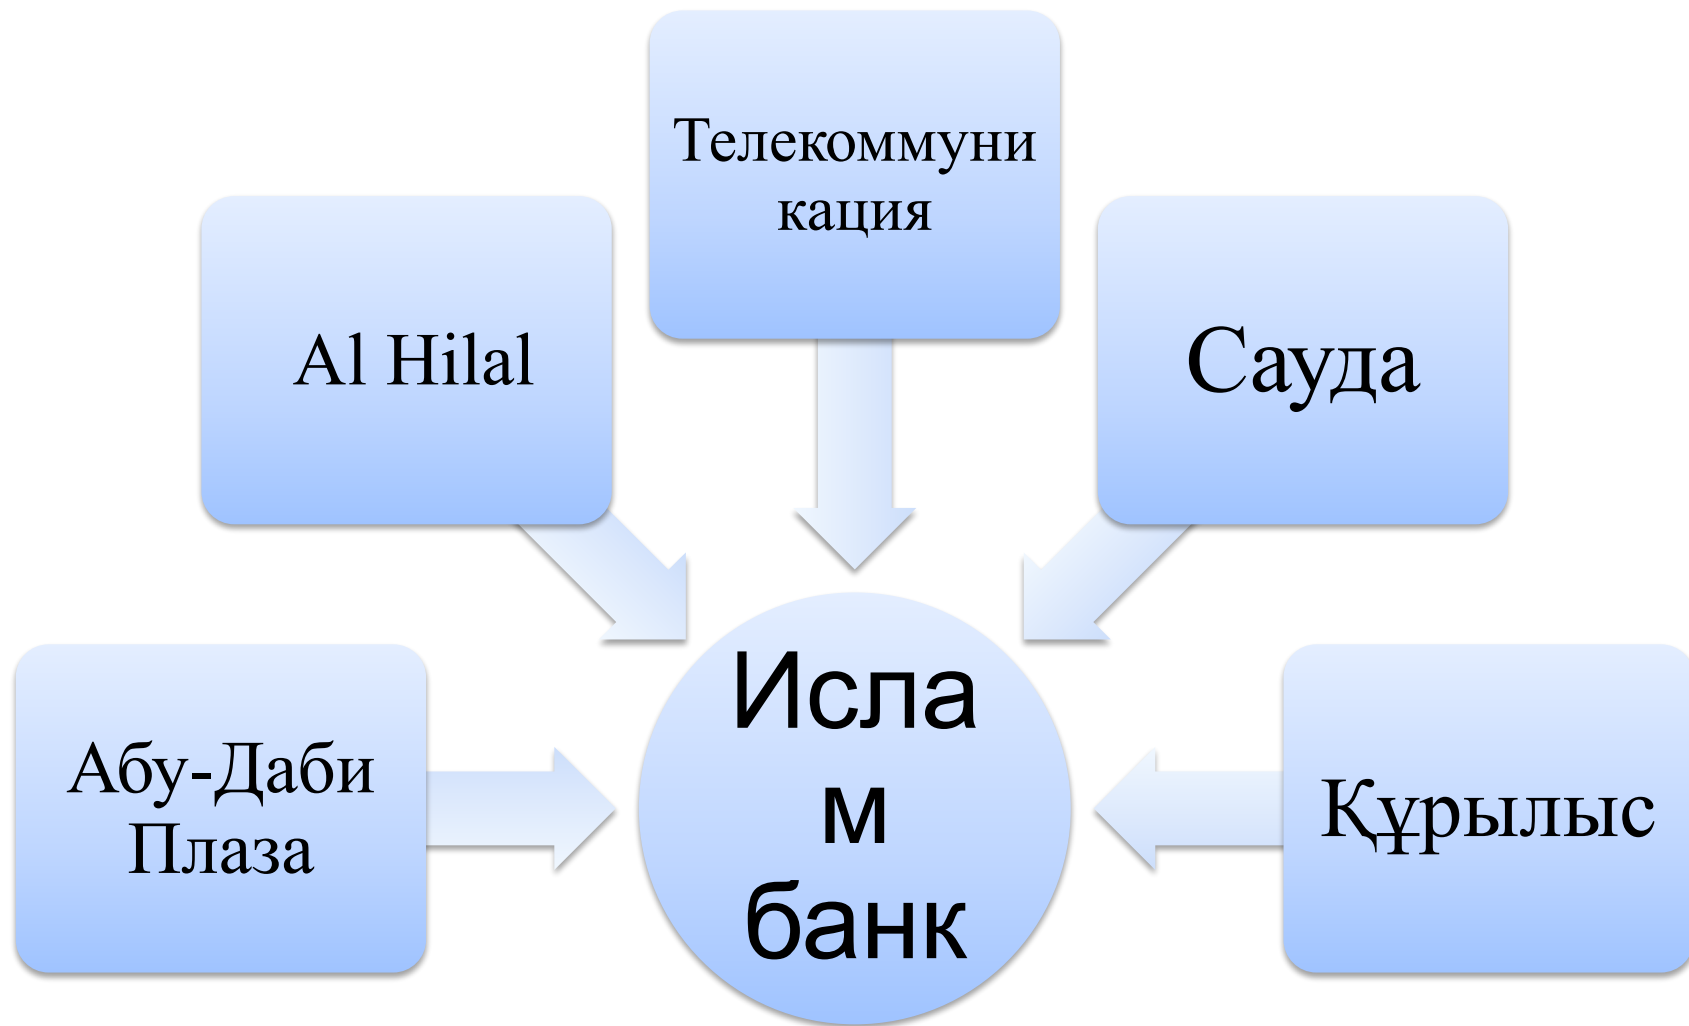 Телекоммуни
кация
Al Hilal
Сауда
Абу-Даби
Плаза
Исла
м
банк
Құрылыс